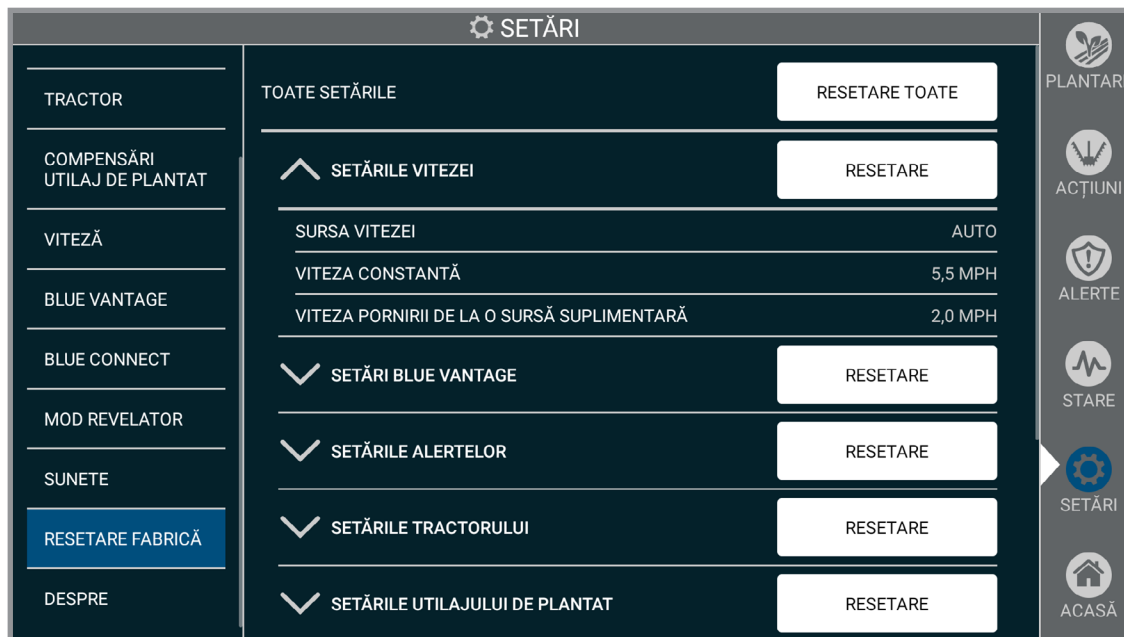 SETĂRI
TRACTOR
COMPENSĂRI
UTILAJ DE PLANTAT
VITEZĂ
BLUE VANTAGE
BLUE CONNECT
MOD REVELATOR
SUNETE
RESETARE FABRICĂ
DESPRE
TOATE SETĂRILE
RESETARE TOATE
SETĂRILE VITEZEI
RESETARE
SURSA VITEZEI
AUTO
VITEZA CONSTANTĂ
5,5 MPH
VITEZA PORNIRII DE LA O SURSĂ SUPLIMENTARĂ
2,0 MPH
SETĂRI BLUE VANTAGE
RESETARE
SETĂRILE ALERTELOR
RESETARE
SETĂRILE TRACTORULUI
RESETARE
SETĂRILE UTILAJULUI DE PLANTAT
RESETARE
PLANTARE
ACȚIUNI
ALERTE
STARE
SETĂRI
ACASĂ